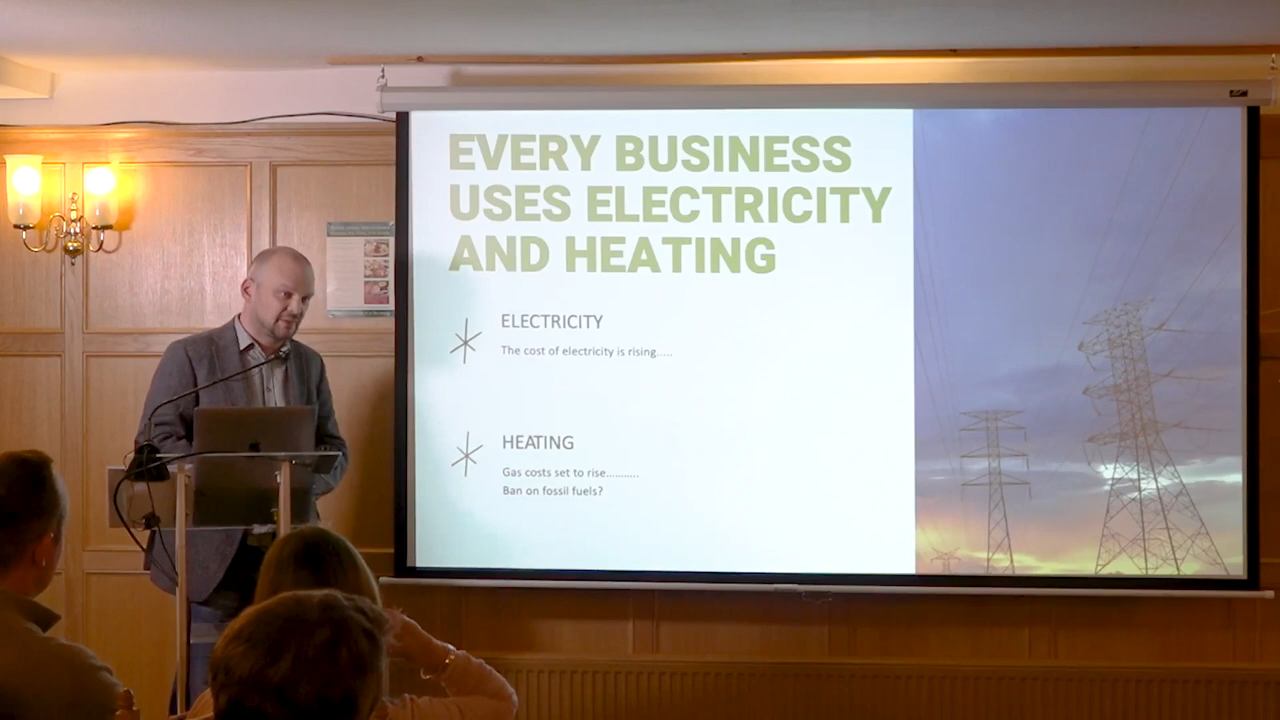 EVERY BUSINESS
USES ELECTRICITY
AND HEATING
ELECTRICITY
The cost of electricity is rising.....
HEATING
Gas costs set to rise..........
Ban on fossil fuels?